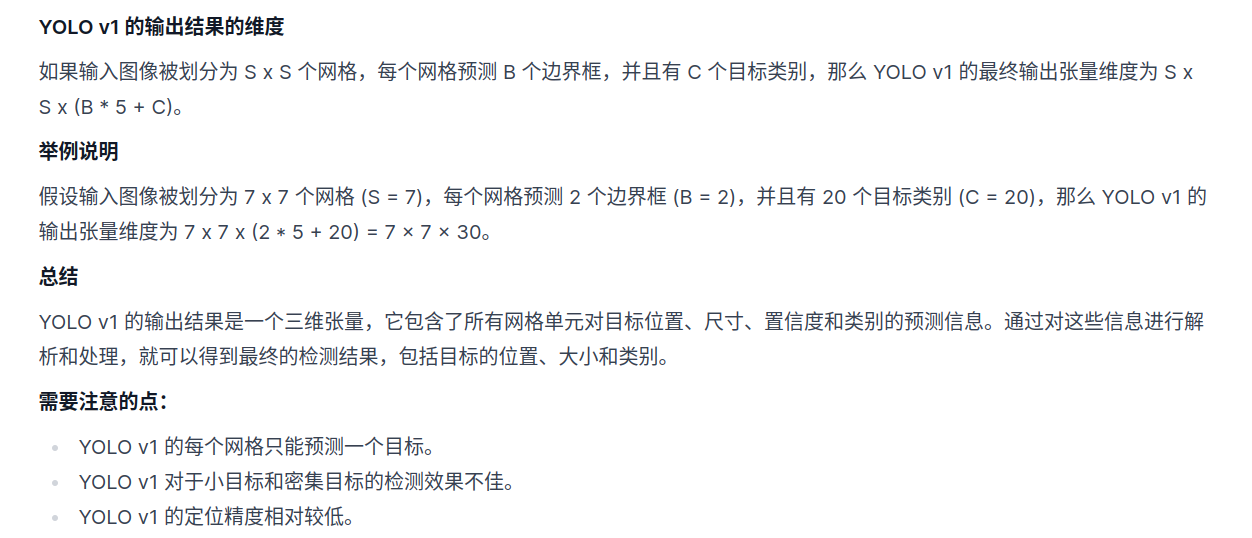 YOLO v1 的输出结果的维度
如果输入图像被划分为 S x S 个网格，每个网格预测 B 个边界框，并且有 C 个目标类别，那么 YOLO v1 的最终输出张量维度为 S x
S x (B * 5 + C)。
举例说明
假设输入图像被划分为 7 x 7 个网格 (S = 7)，每个网格预测 2 个边界框 (B = 2)，并且有 20 个目标类别 (C = 20)，那么 YOLO v1 的
输出张量维度为 7 x 7 x (2 * 5 + 20) = 7 × 7 × 30。
总结
YOLO v1 的输出结果是一个三维张量，它包含了所有网格单元对目标位置、尺寸、置信度和类别的预测信息。通过对这些信息进行解
析和处理，就可以得到最终的检测结果，包括目标的位置、大小和类别。
需要注意的点：
• YOLO v1 的每个网格只能预测一个目标。
• YOLO v1 对于小目标和密集目标的检测效果不佳。
• YOLO v1 的定位精度相对较低。